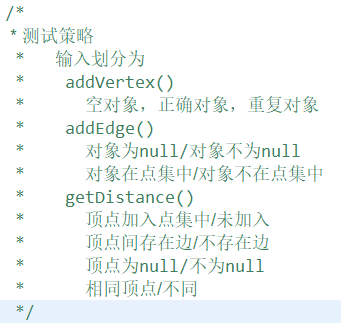 /*
* 测试策略
* 输入划分为
* addVertex()
* 空对象，正确对象，重复对象
* addEdge()
* 对象为null/对象不为null
* 对象在点集中/对象不在点集中
* getDistance()
* 顶点加入点集中/未加入
* 顶点间存在边/不存在边
* 顶点为null/不为null
* 相同顶点/不同
*/